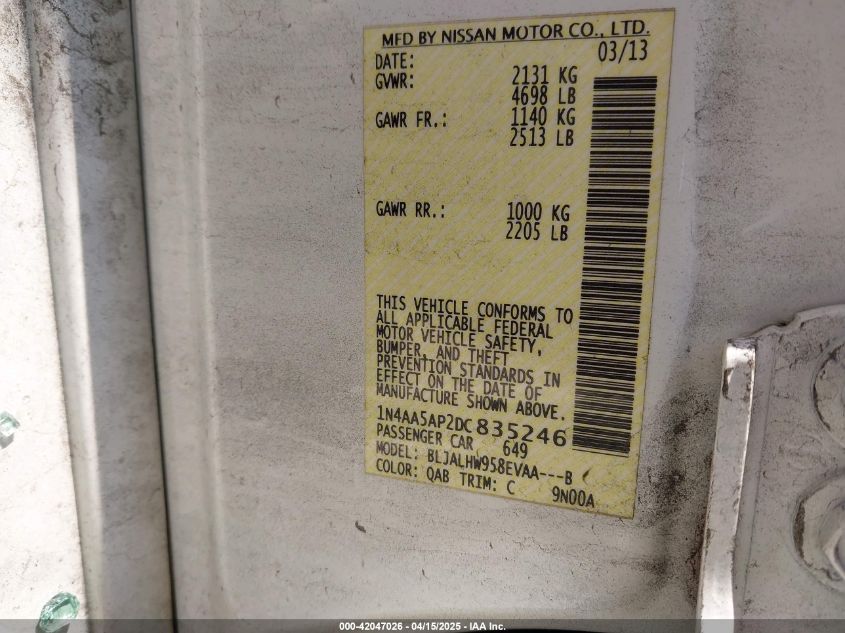 MFD BY NISSAN MOTOR CO., LTD.
DATE: 03/13
GVWR: 2131 KG
4698 LB
GAWR FR.: 1140 KG
2513 LB
GAWR RR.: 1000 KG
2205 LB
THIS VEHICLE CONFORMS TO
ALL APPLICABLE FEDERAL
MOTOR VEHICLE SAFETY,
BUMPER, AND THEFT
PREVENTION STANDARDS IN
EFFECT ON THE DATE OF
MANUFACTURE SHOWN ABOVE.
1N4AA5AP2DC835246
PASSENGER CAR 649
MODEL: BLJALHW958EVAA---B
COLOR: QAB TRIM: C 9N00A
000-42047026 - 04/15/2025 - IAA Inc.